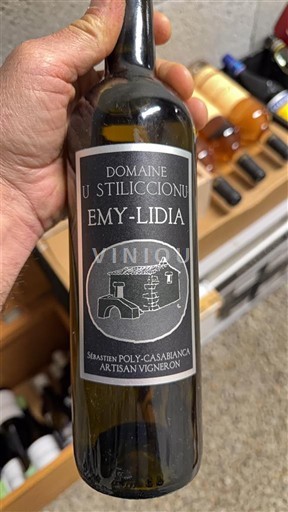 DOMAINE
U STILICCIONU
EMY-LIDIA
VINIOU
SÉBASTIEN POLY-CASABIANCA
ARTISAN VIGNERON